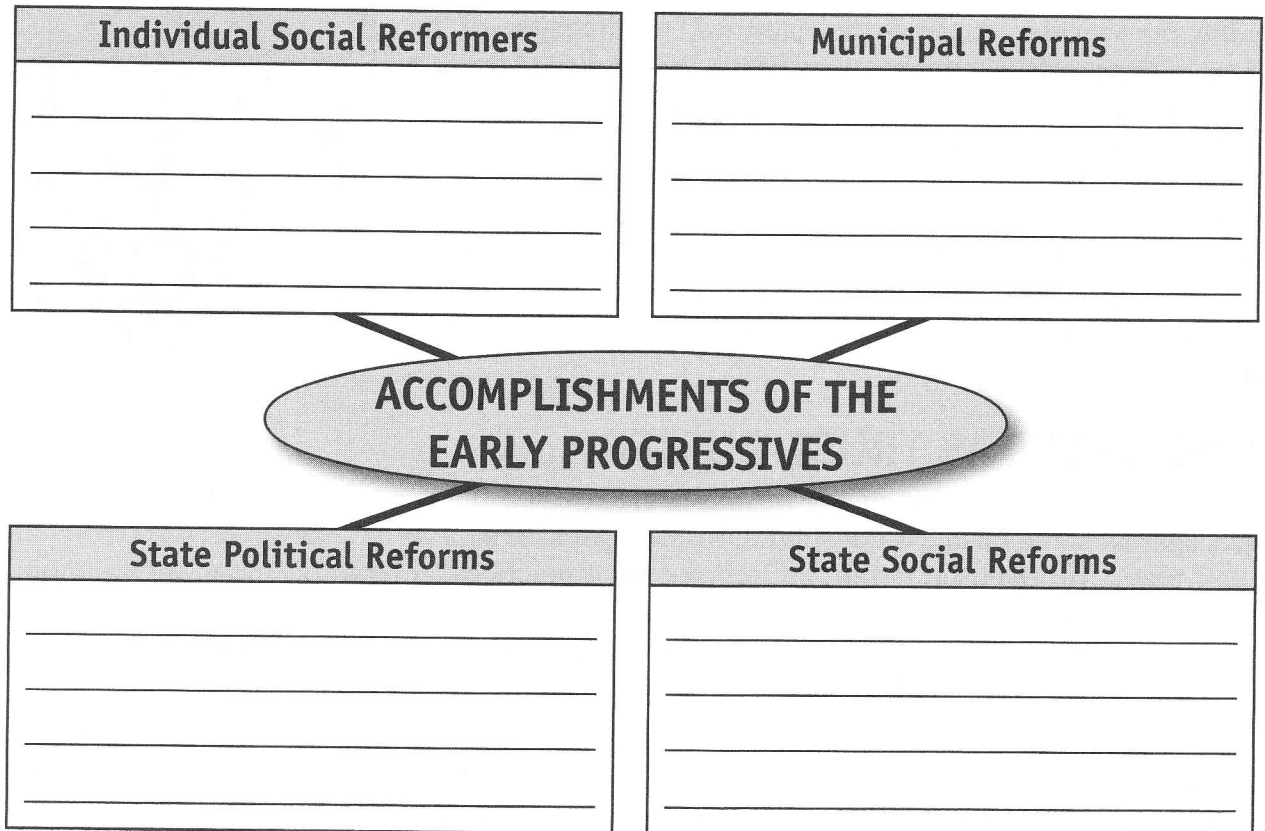 Individual Social Reformers
Municipal Reforms
ACCOMPLISHMENTS OF THE
EARLY PROGRESSIVES
State Political Reforms
State Social Reforms